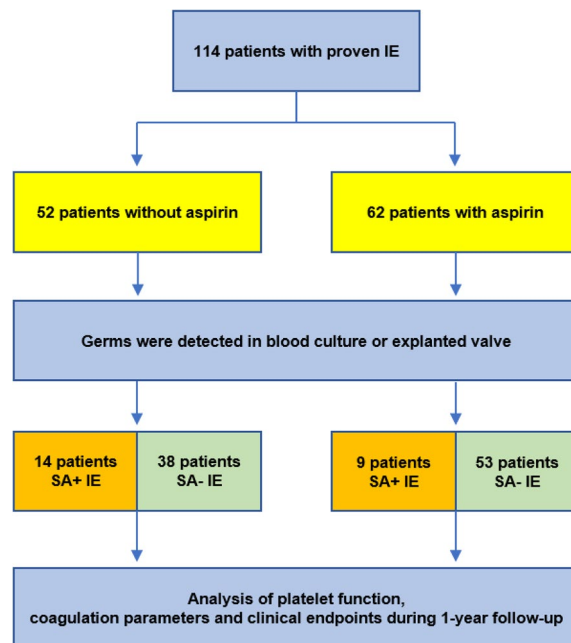 114 patients with proven IE
52 patients without aspirin
62 patients with aspirin
Germs were detected in blood culture or explanted valve
14 patients
SA+ IE
38 patients
SA- IE
9 patients
SA+ IE
53 patients
SA- IE
Analysis of platelet function,
coagulation parameters and clinical endpoints during 1-year follow-up